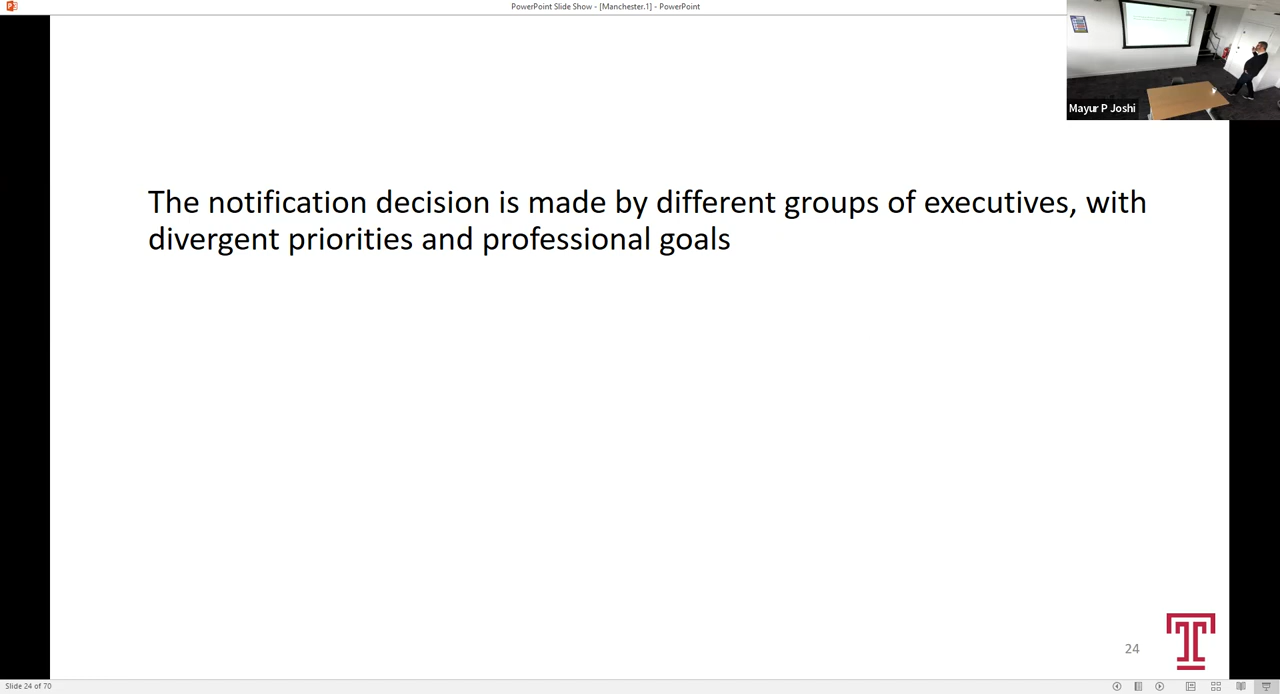 PowerPoint Slide Show - [Manchester.1] - PowerPoint
Mayur P Joshi
The notification decision is made by different groups of executives, with
divergent priorities and professional goals
24
Slide 24 of 70